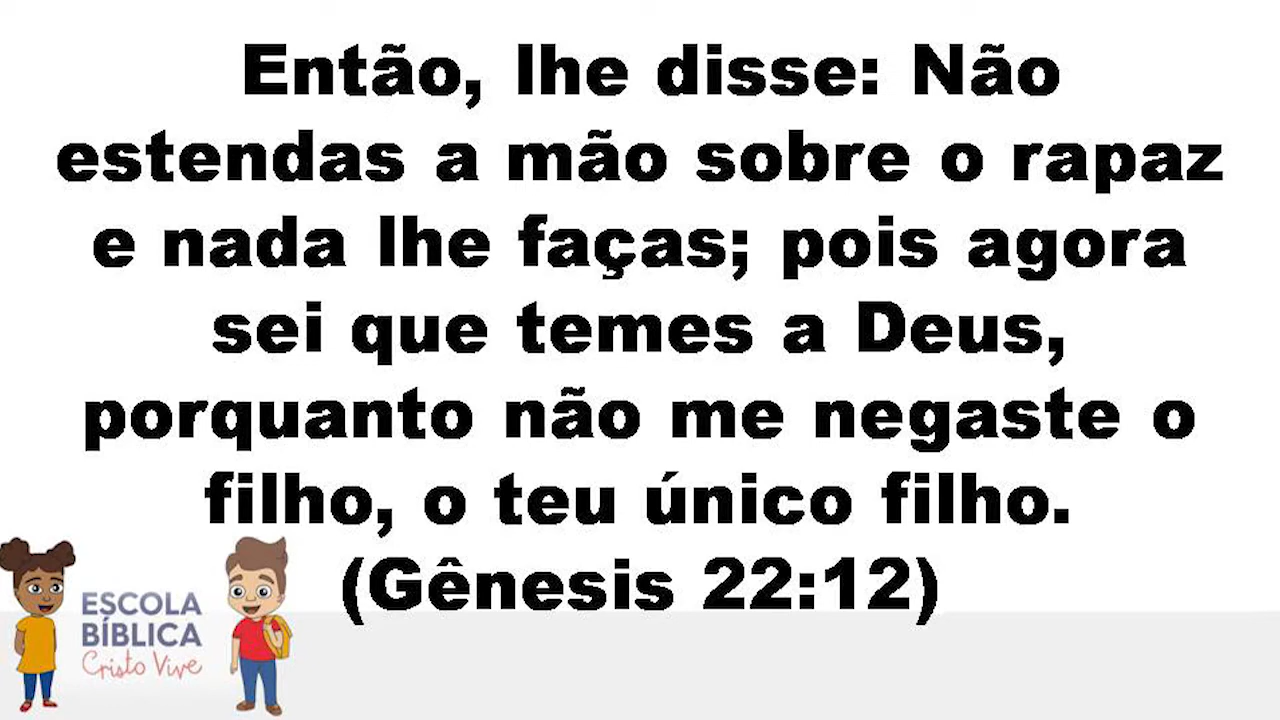 Então, lhe disse: Não
estendas a mão sobre o rapaz
e nada lhe faças; pois agora
sei que temes a Deus,
porquanto não me negaste o
filho, o teu único filho.
(Gênesis 22:12)
ESCOLA
BÍBLICA
Cristo Vive